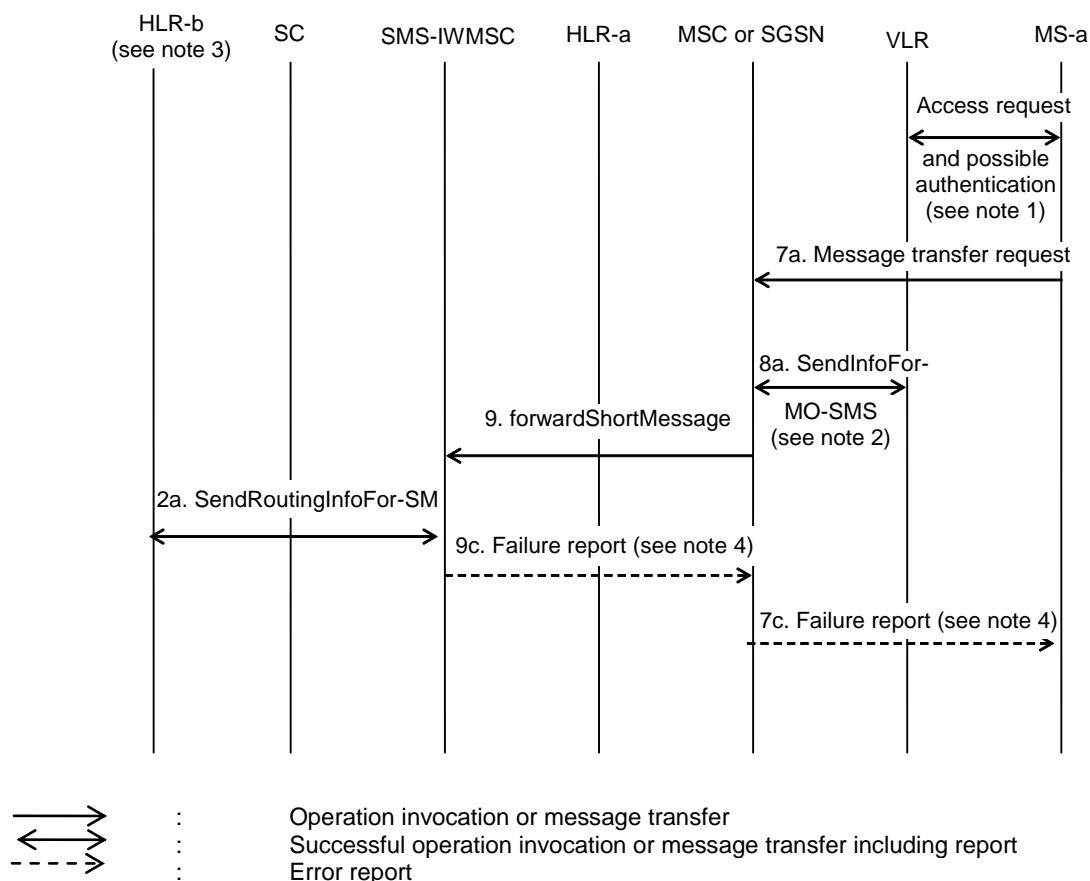 HLR-b
(see note 3)
SC
SMS-IWMSC
HLR-a
MSC or SGSN
VLR
MS-a
Access request
and possible
authentication
(see note 1)
7a. Message transfer request
8a. SendInfoFor-
MO-SMS
(see note 2)
9. forwardShortMessage
2a. SendRoutingInfoFor-SM
9c. Failure report (see note 4)
7c. Failure report (see note 4)
: Operation invocation or message transfer
: Successful operation invocation or message transfer including report
: Error report